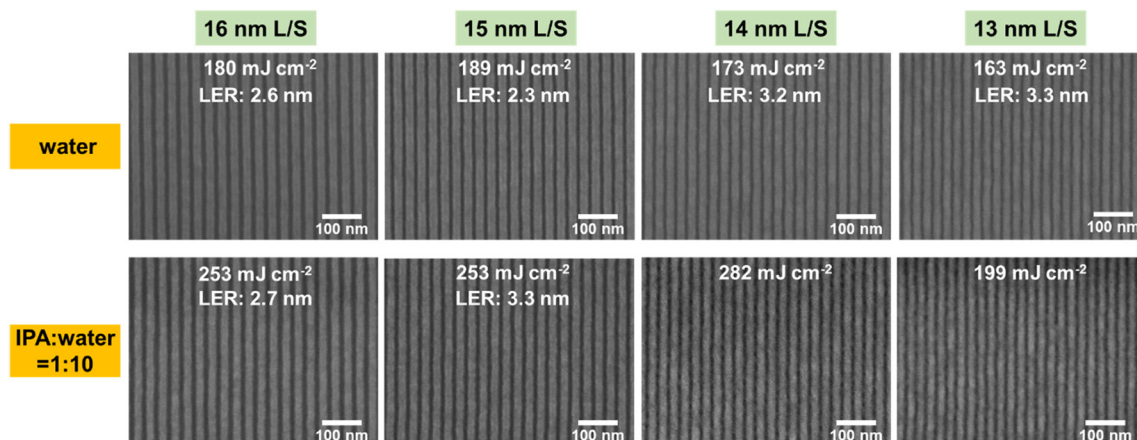 16 nm L/S
15 nm L/S
14 nm L/S
13 nm L/S
water
180 mJ cm-2
LER: 2.6 nm
100 nm
189 mJ cm-2
LER: 2.3 nm
100 nm
173 mJ cm-2
LER: 3.2 nm
100 nm
163 mJ cm-2
LER: 3.3 nm
100 nm
IPA:water
=1:10
253 mJ cm-2
LER: 2.7 nm
100 nm
253 mJ cm-2
LER: 3.3 nm
100 nm
282 mJ cm-2
100 nm
199 mJ cm-2
100 nm